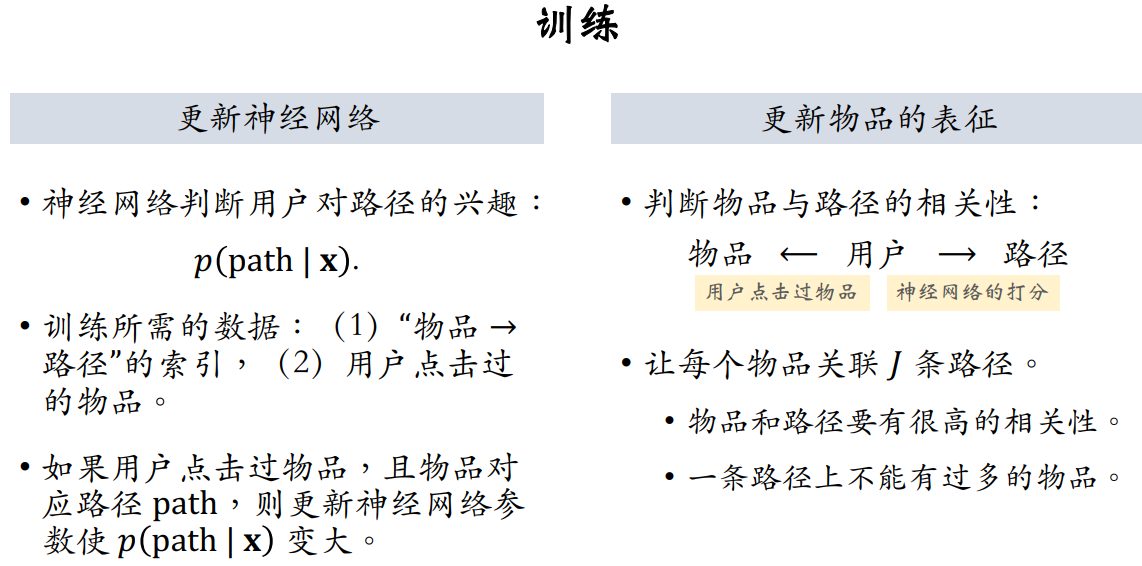 训练
更新神经网络
• 神经网络判断用户对路径的兴趣：
p(path | x).
• 训练所需的数据：（1）“物品 →
路径”的索引，（2）用户点击过
的物品。
• 如果用户点击过物品，且物品对
应路径 path，则更新神经网络参
数使 p(path | x) 变大。
更新物品的表征
• 判断物品与路径的相关性：
物品 ⟵ 用户 ⟶ 路径
用户点击过物品 神经网络的打分
• 让每个物品关联 J 条路径。
• 物品和路径要有很高的相关性。
• 一条路径上不能有过多的物品。